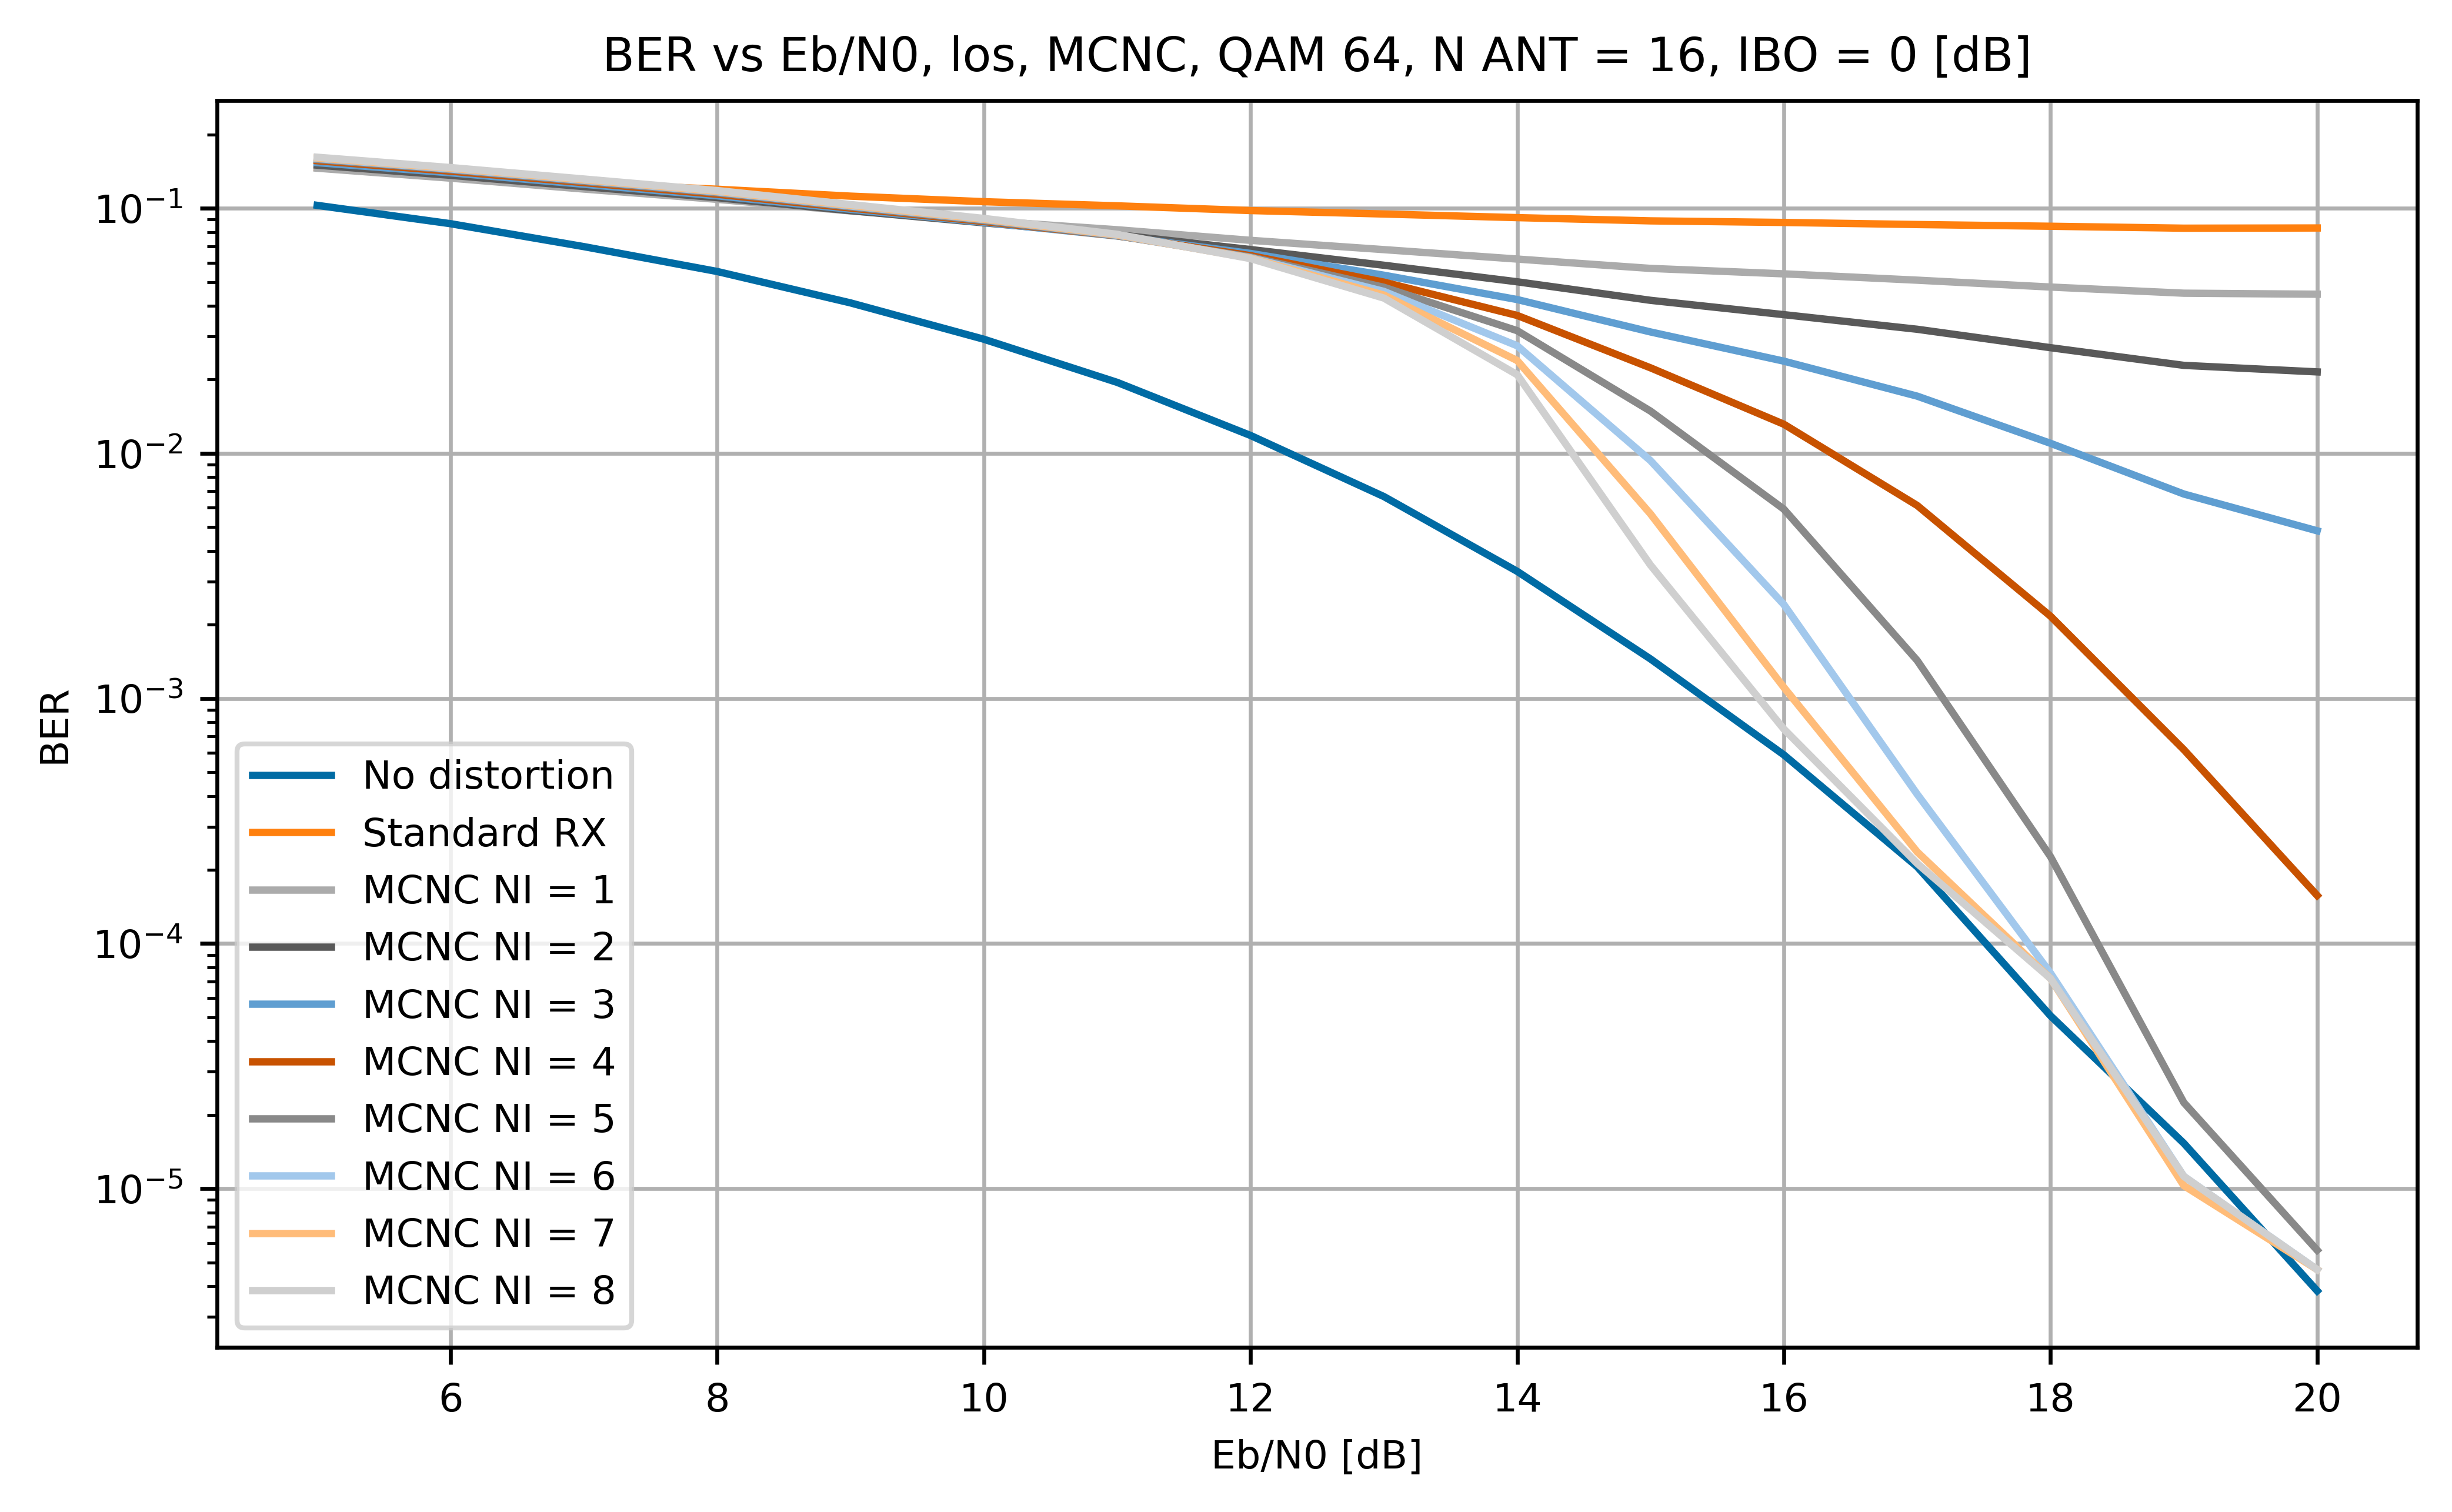 BER vs Eb/N0, los, MCNC, QAM 64, N ANT = 16, IBO = 0 [dB]
10⁻¹
10⁻²
10⁻³
10⁻⁴
10⁻⁵
BER
No distortion
Standard RX
MCNC NI = 1
MCNC NI = 2
MCNC NI = 3
MCNC NI = 4
MCNC NI = 5
MCNC NI = 6
MCNC NI = 7
MCNC NI = 8
6 8 10 12 14 16 18 20
Eb/N0 [dB]